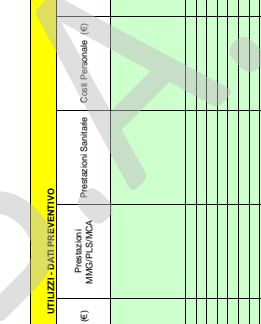 UTILIZZI - DATI PREVENTIVO
(€)
Prestazioni
MMG/PLS/MCA
Prestazioni Sanitarie
Costi Personale (€)